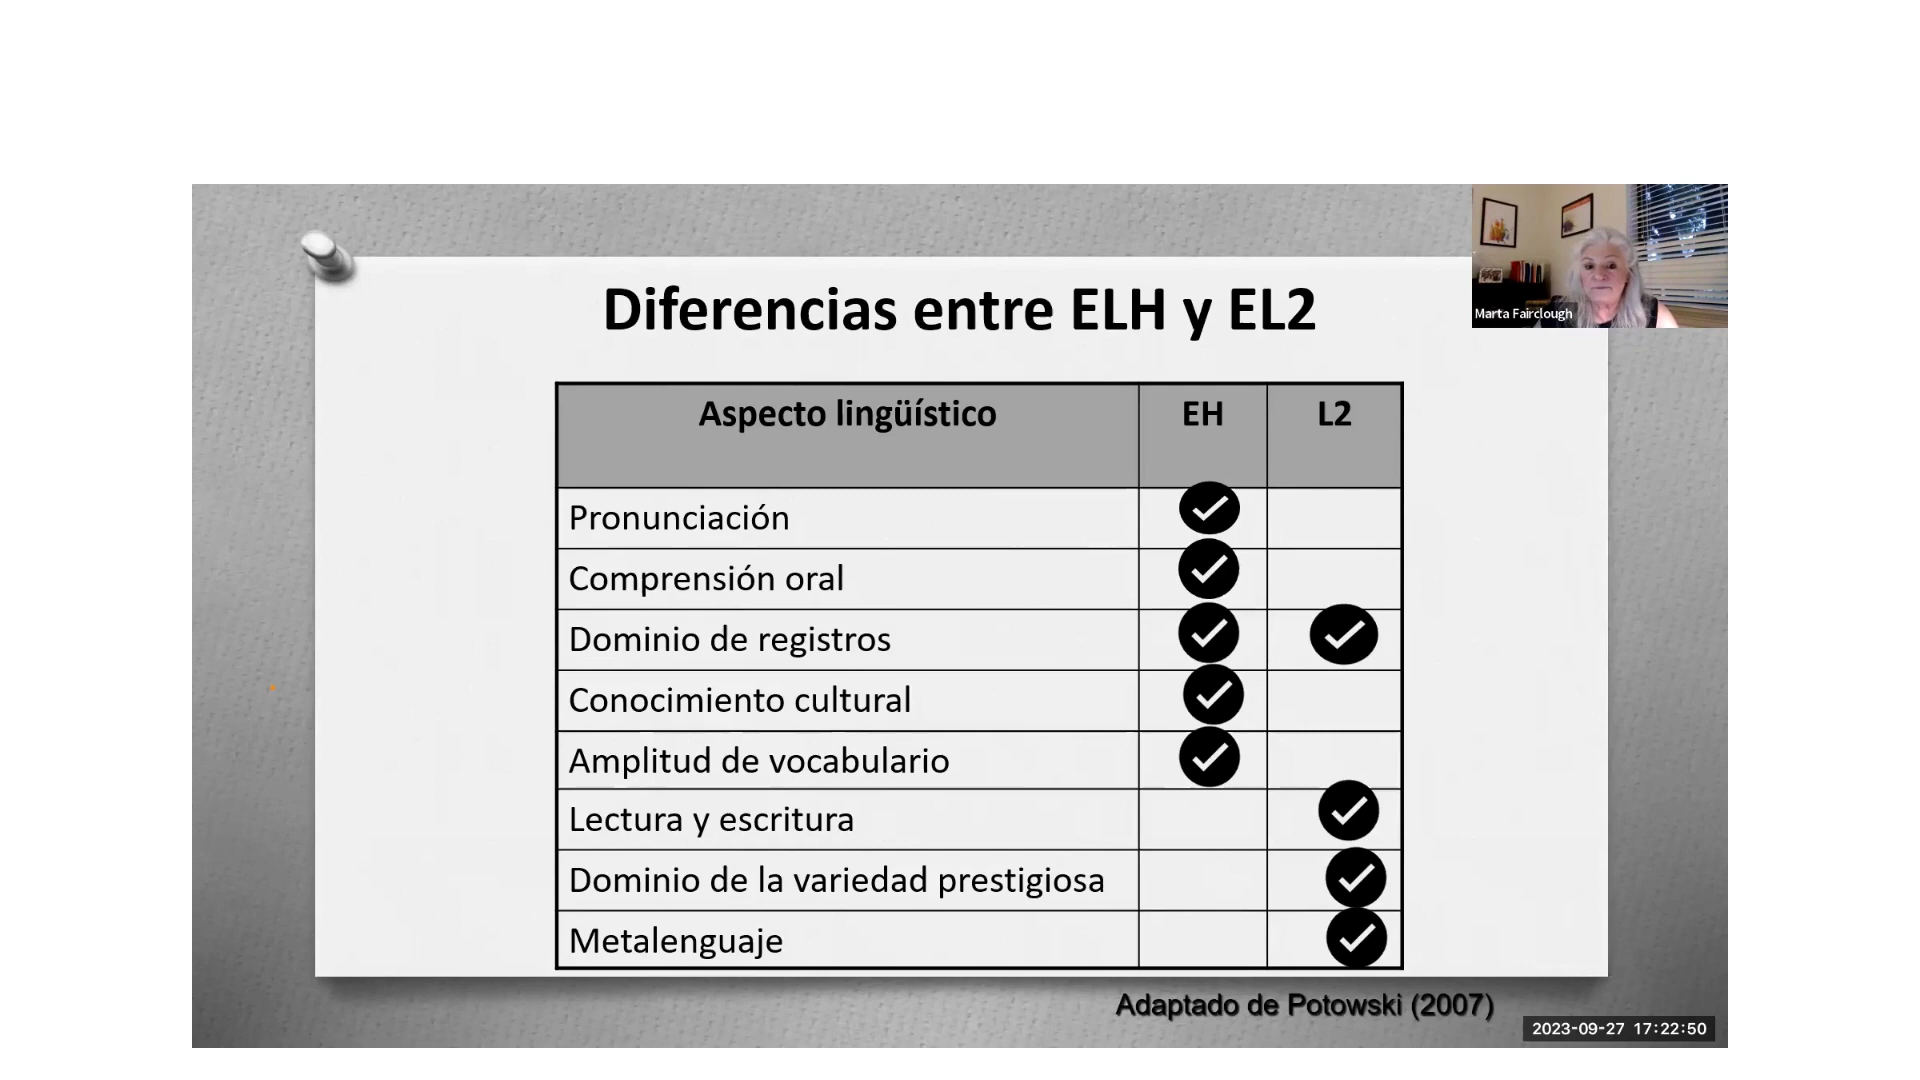 Diferencias entre ELH y EL2
Marta Fairclough
Aspecto lingüístico EH L2
Pronunciación
Comprensión oral
Dominio de registros
Conocimiento cultural
Amplitud de vocabulario
Lectura y escritura
Dominio de la variedad prestigiosa
Metalenguaje
Adaptado de Potowski (2007)
2023-09-27 17:22:50